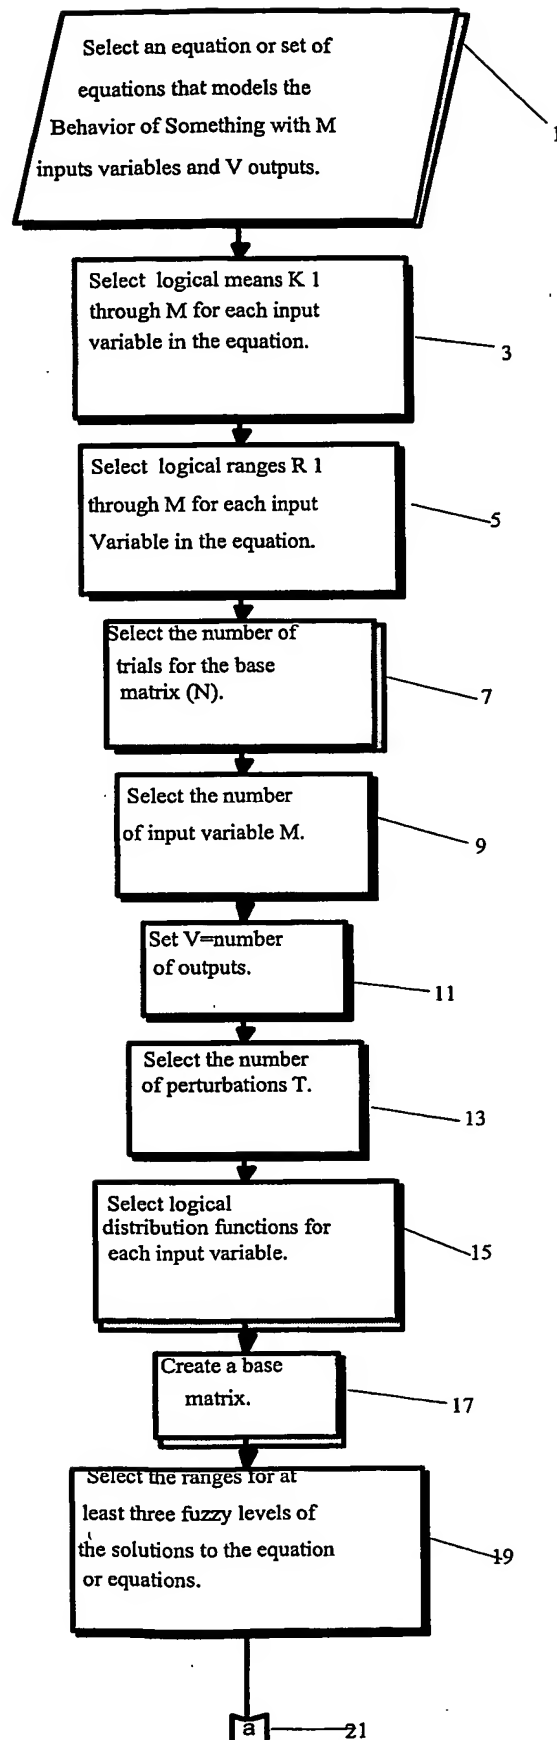 Select an equation or set of
equations that models the
Behavior of Something with M
inputs variables and V outputs.
1
Select logical means K 1
through M for each input
variable in the equation.
3
Select logical ranges R 1
through M for each input
Variable in the equation.
5
Select the number of
trials for the base
matrix (N).
7
Select the number
of input variable M.
9
Set V=number
of outputs.
11
Select the number
of perturbations T.
13
Select logical
distribution functions for
each input variable.
15
Create a base
matrix.
17
Select the ranges for at
least three fuzzy levels of
the solutions to the equation
or equations.
19
a
21